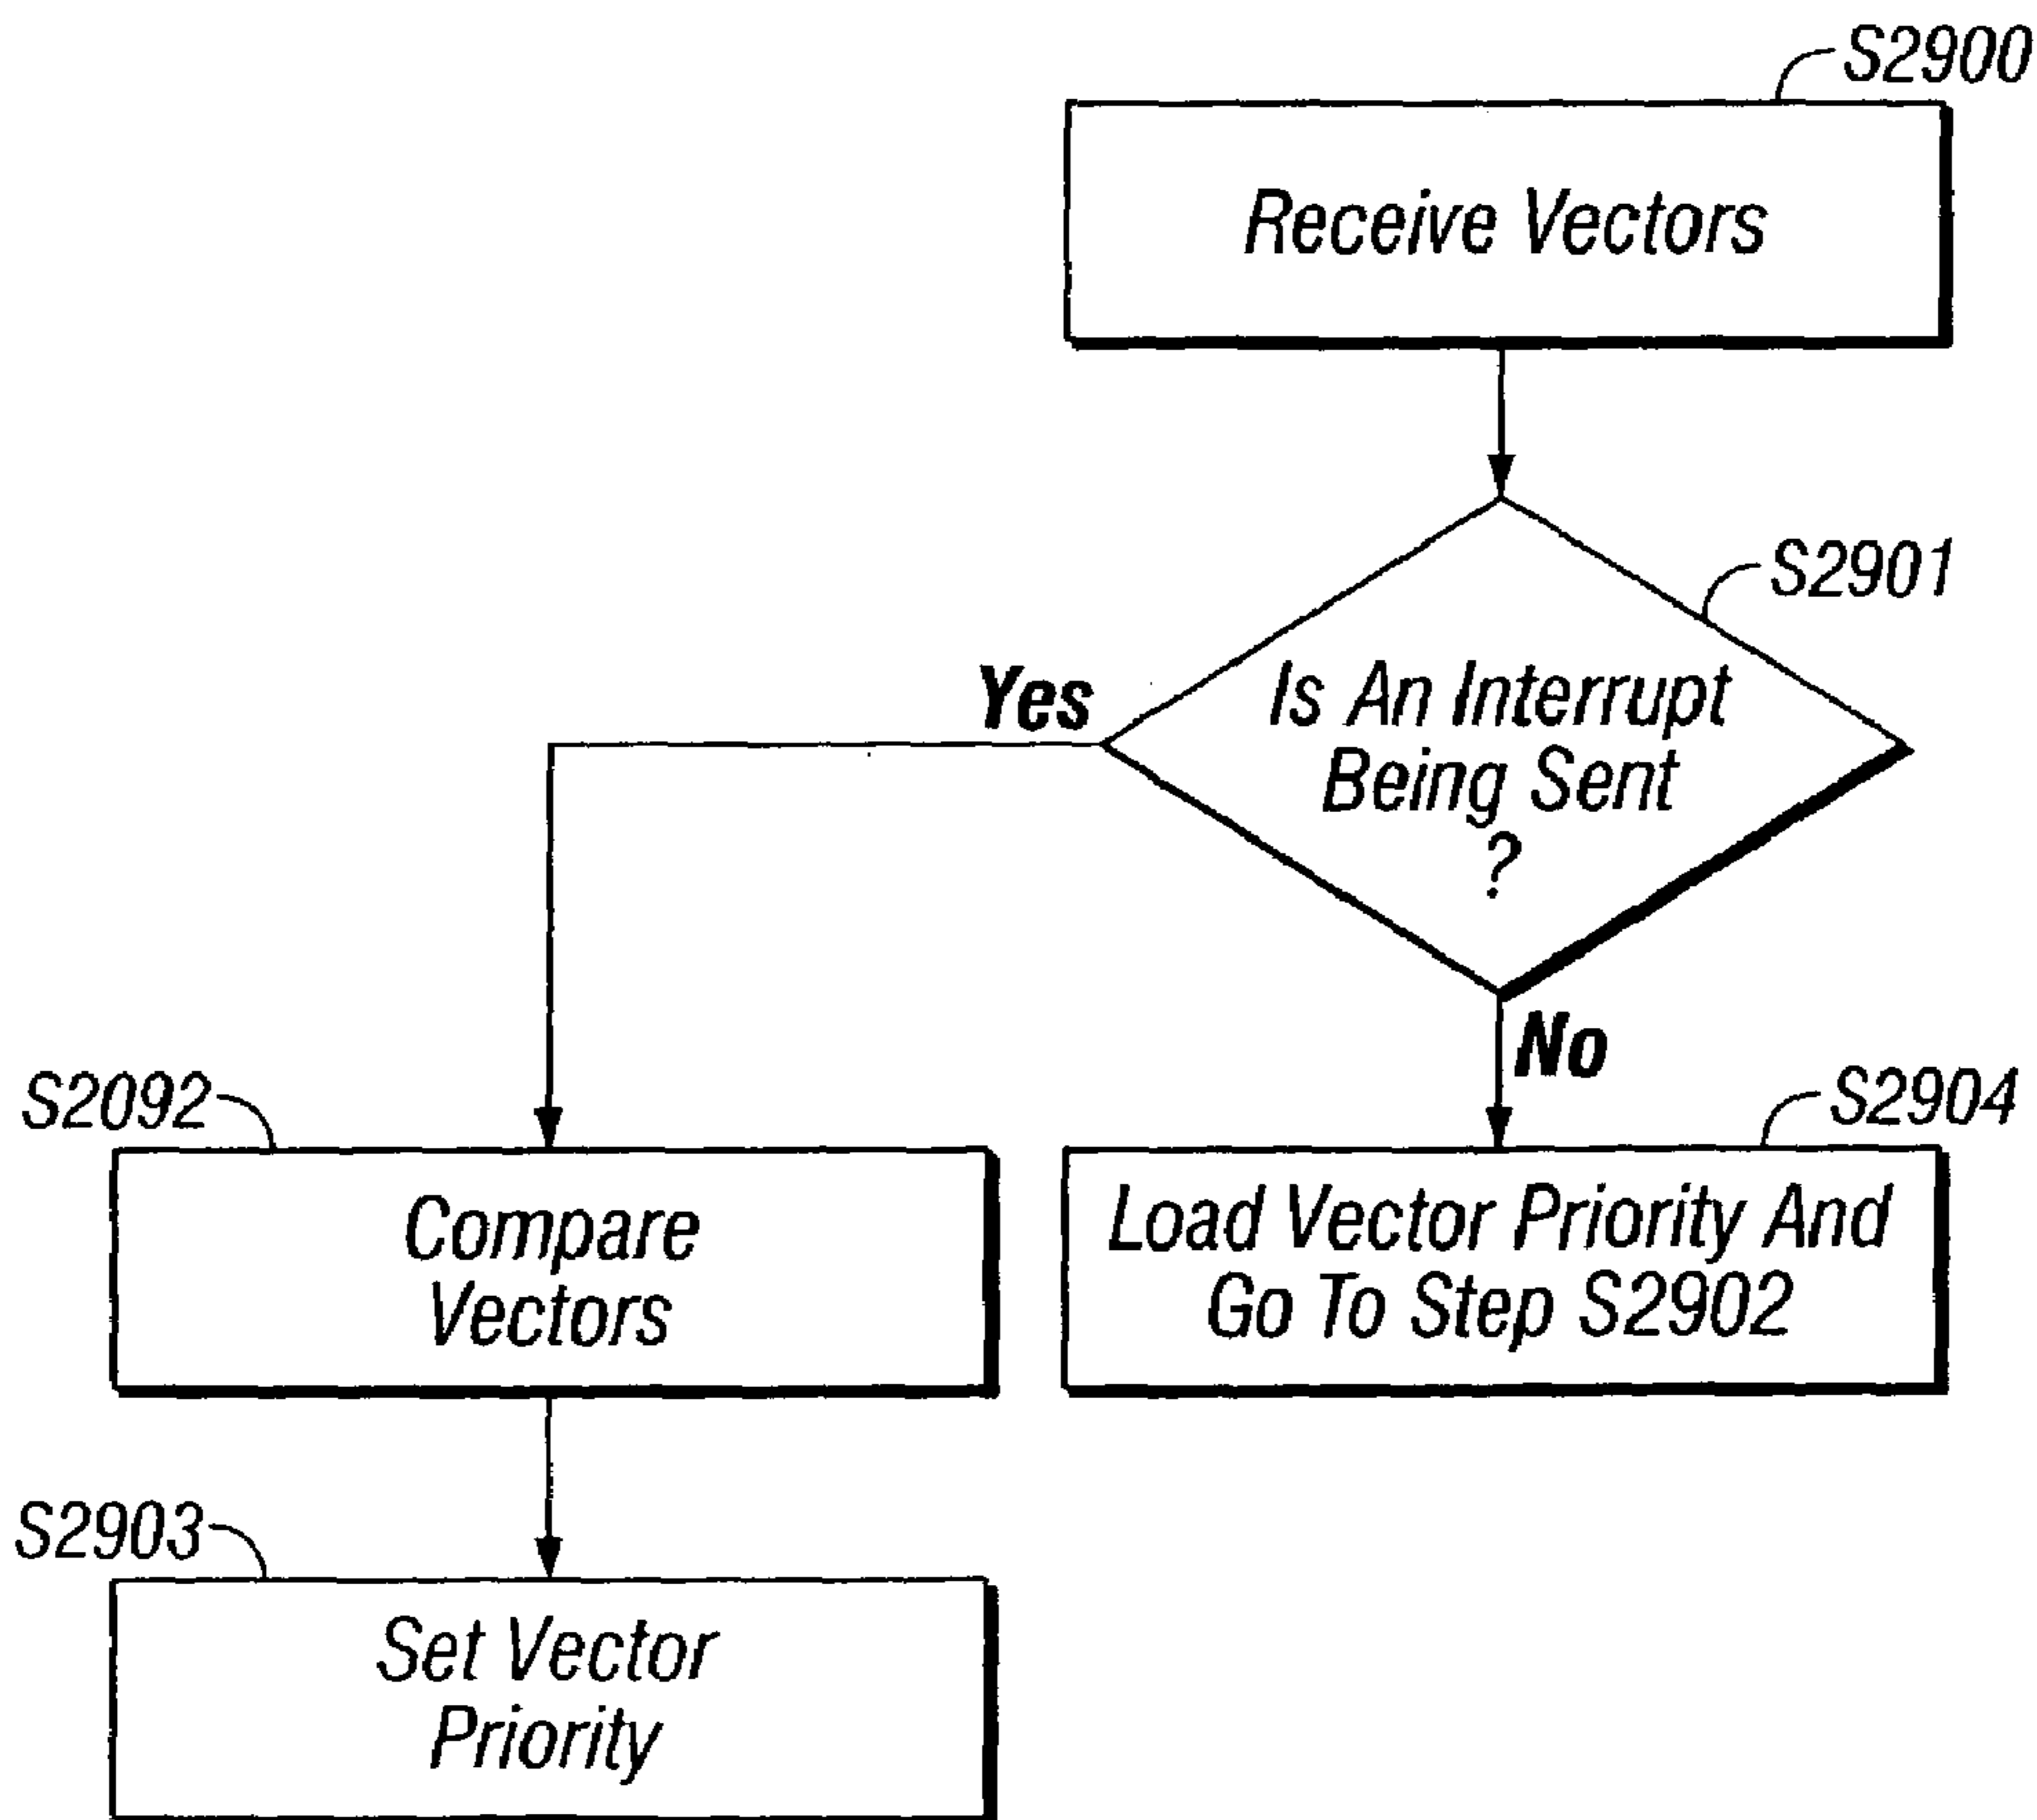 S2900
Receive Vectors
S2901
Is An Interrupt
Being Sent
?
Yes
No
S2092
Compare
Vectors
S2904
Load Vector Priority And
Go To Step S2902
S2903
Set Vector
Priority